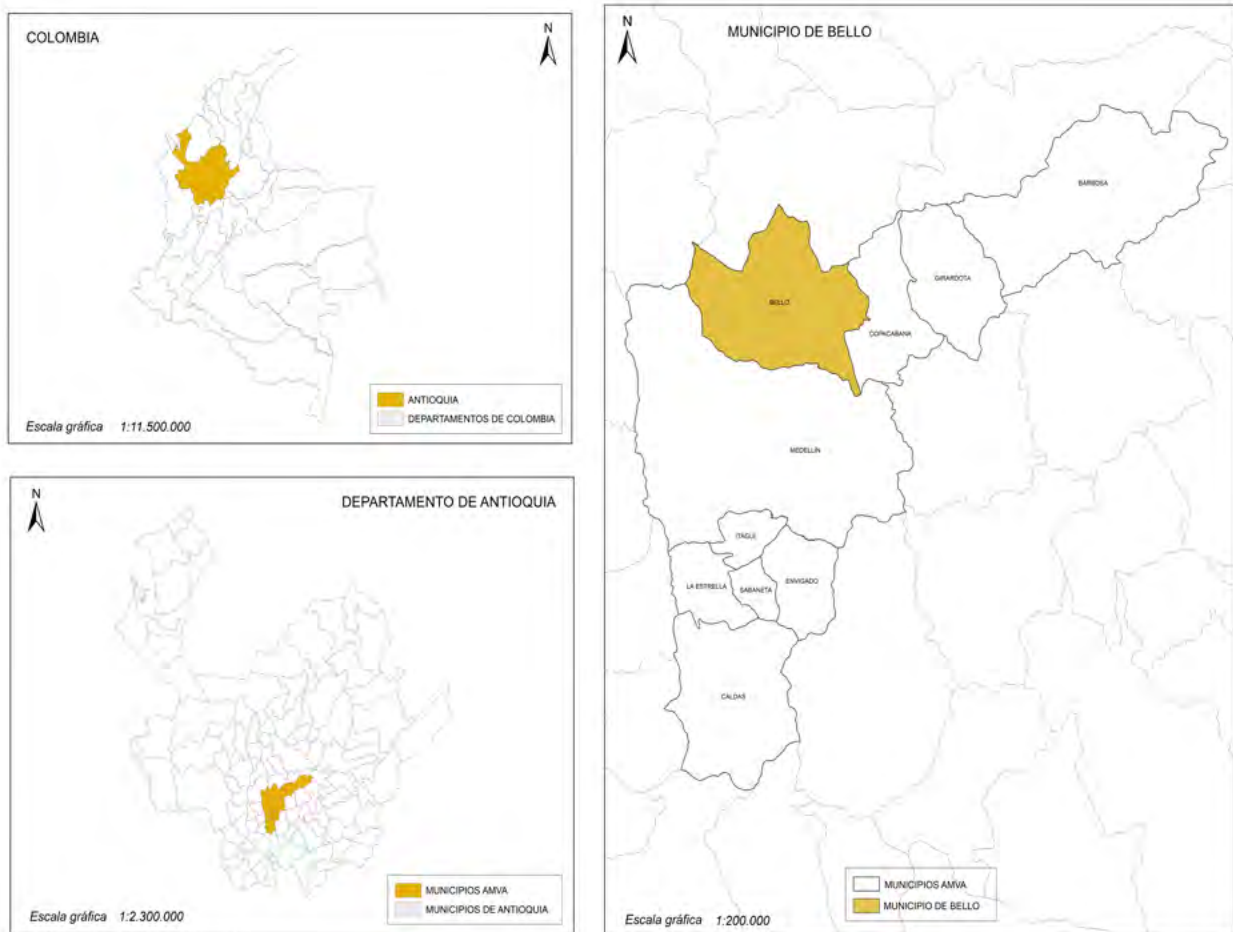 COLOMBIA
N
ANTIOQUIA
DEPARTAMENTOS DE COLOMBIA
Escala gráfica 1:11.500.000
N
DEPARTAMENTO DE ANTIOQUIA
MUNICIPIOS AMVA
MUNICIPIOS DE ANTIOQUIA
Escala gráfica 1:2.300.000
N
MUNICIPIO DE BELLO
BARBOSA
GIRARDOTA
BELLO
COPACABANA
MEDELLÍN
ITAGUI
LA ESTRELLA
SABANETA
ENVIGADO
CALDAS
MUNICIPIOS AMVA
MUNICIPIO DE BELLO
Escala gráfica 1:200.000